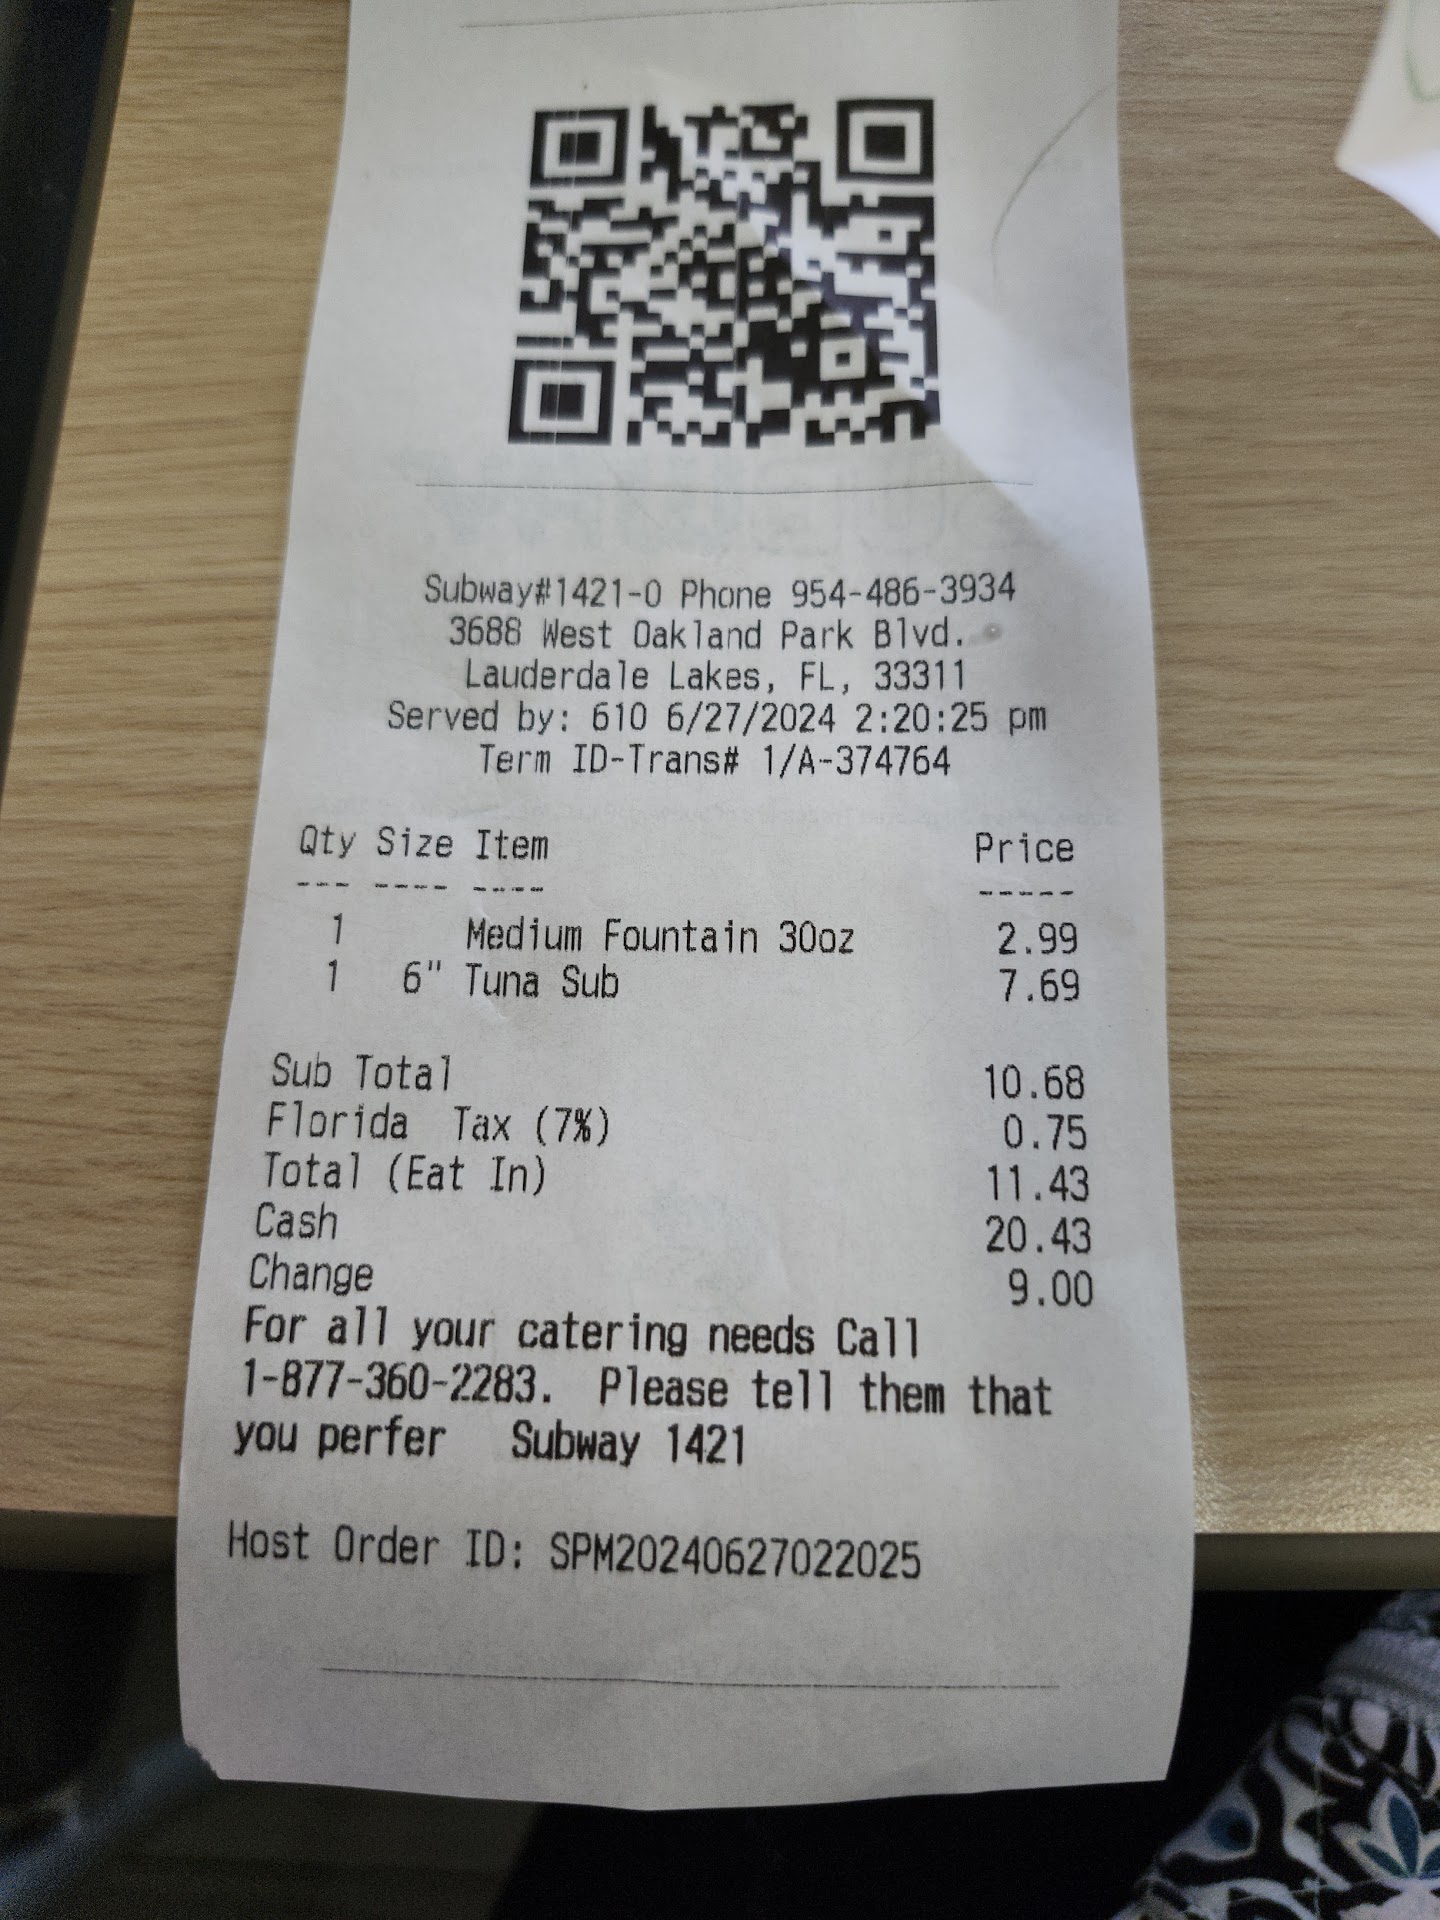 Subway#1421-0 Phone 954-486-3934
3688 West Oakland Park Blvd.
Lauderdale Lakes, FL, 33311
Served by: 610 6/27/2024 2:20:25 pm
Term ID-Trans# 1/A-374764
Qty Size Item Price
--- ---- ---- -----
1 Medium Fountain 30oz 2.99
1 6" Tuna Sub 7.69
Sub Total 10.68
Florida Tax (7%) 0.75
Total (Eat In) 11.43
Cash 20.43
Change 9.00
For all your catering needs Call
1-877-360-2283. Please tell them that
you perfer Subway 1421
Host Order ID: SPM20240627022025